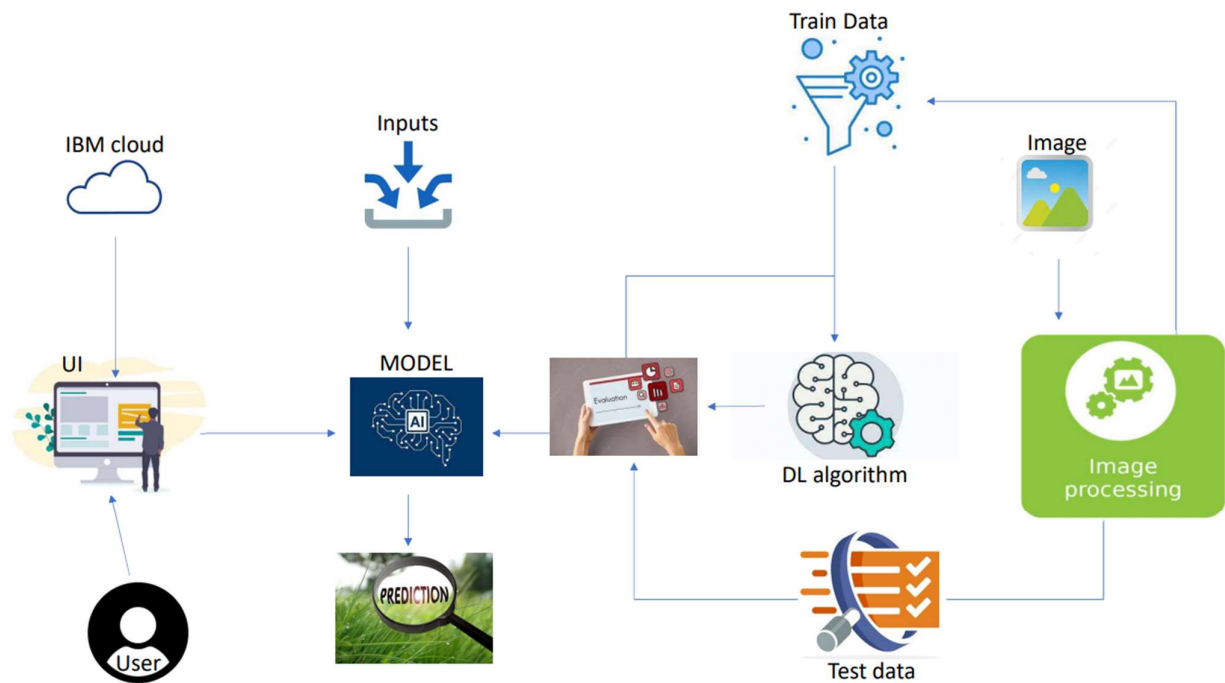 Train Data
IBM cloud
Inputs
Image
UI
MODEL
AI
Evaluation
DL algorithm
Image
processing
PREDICTION
User
Test data